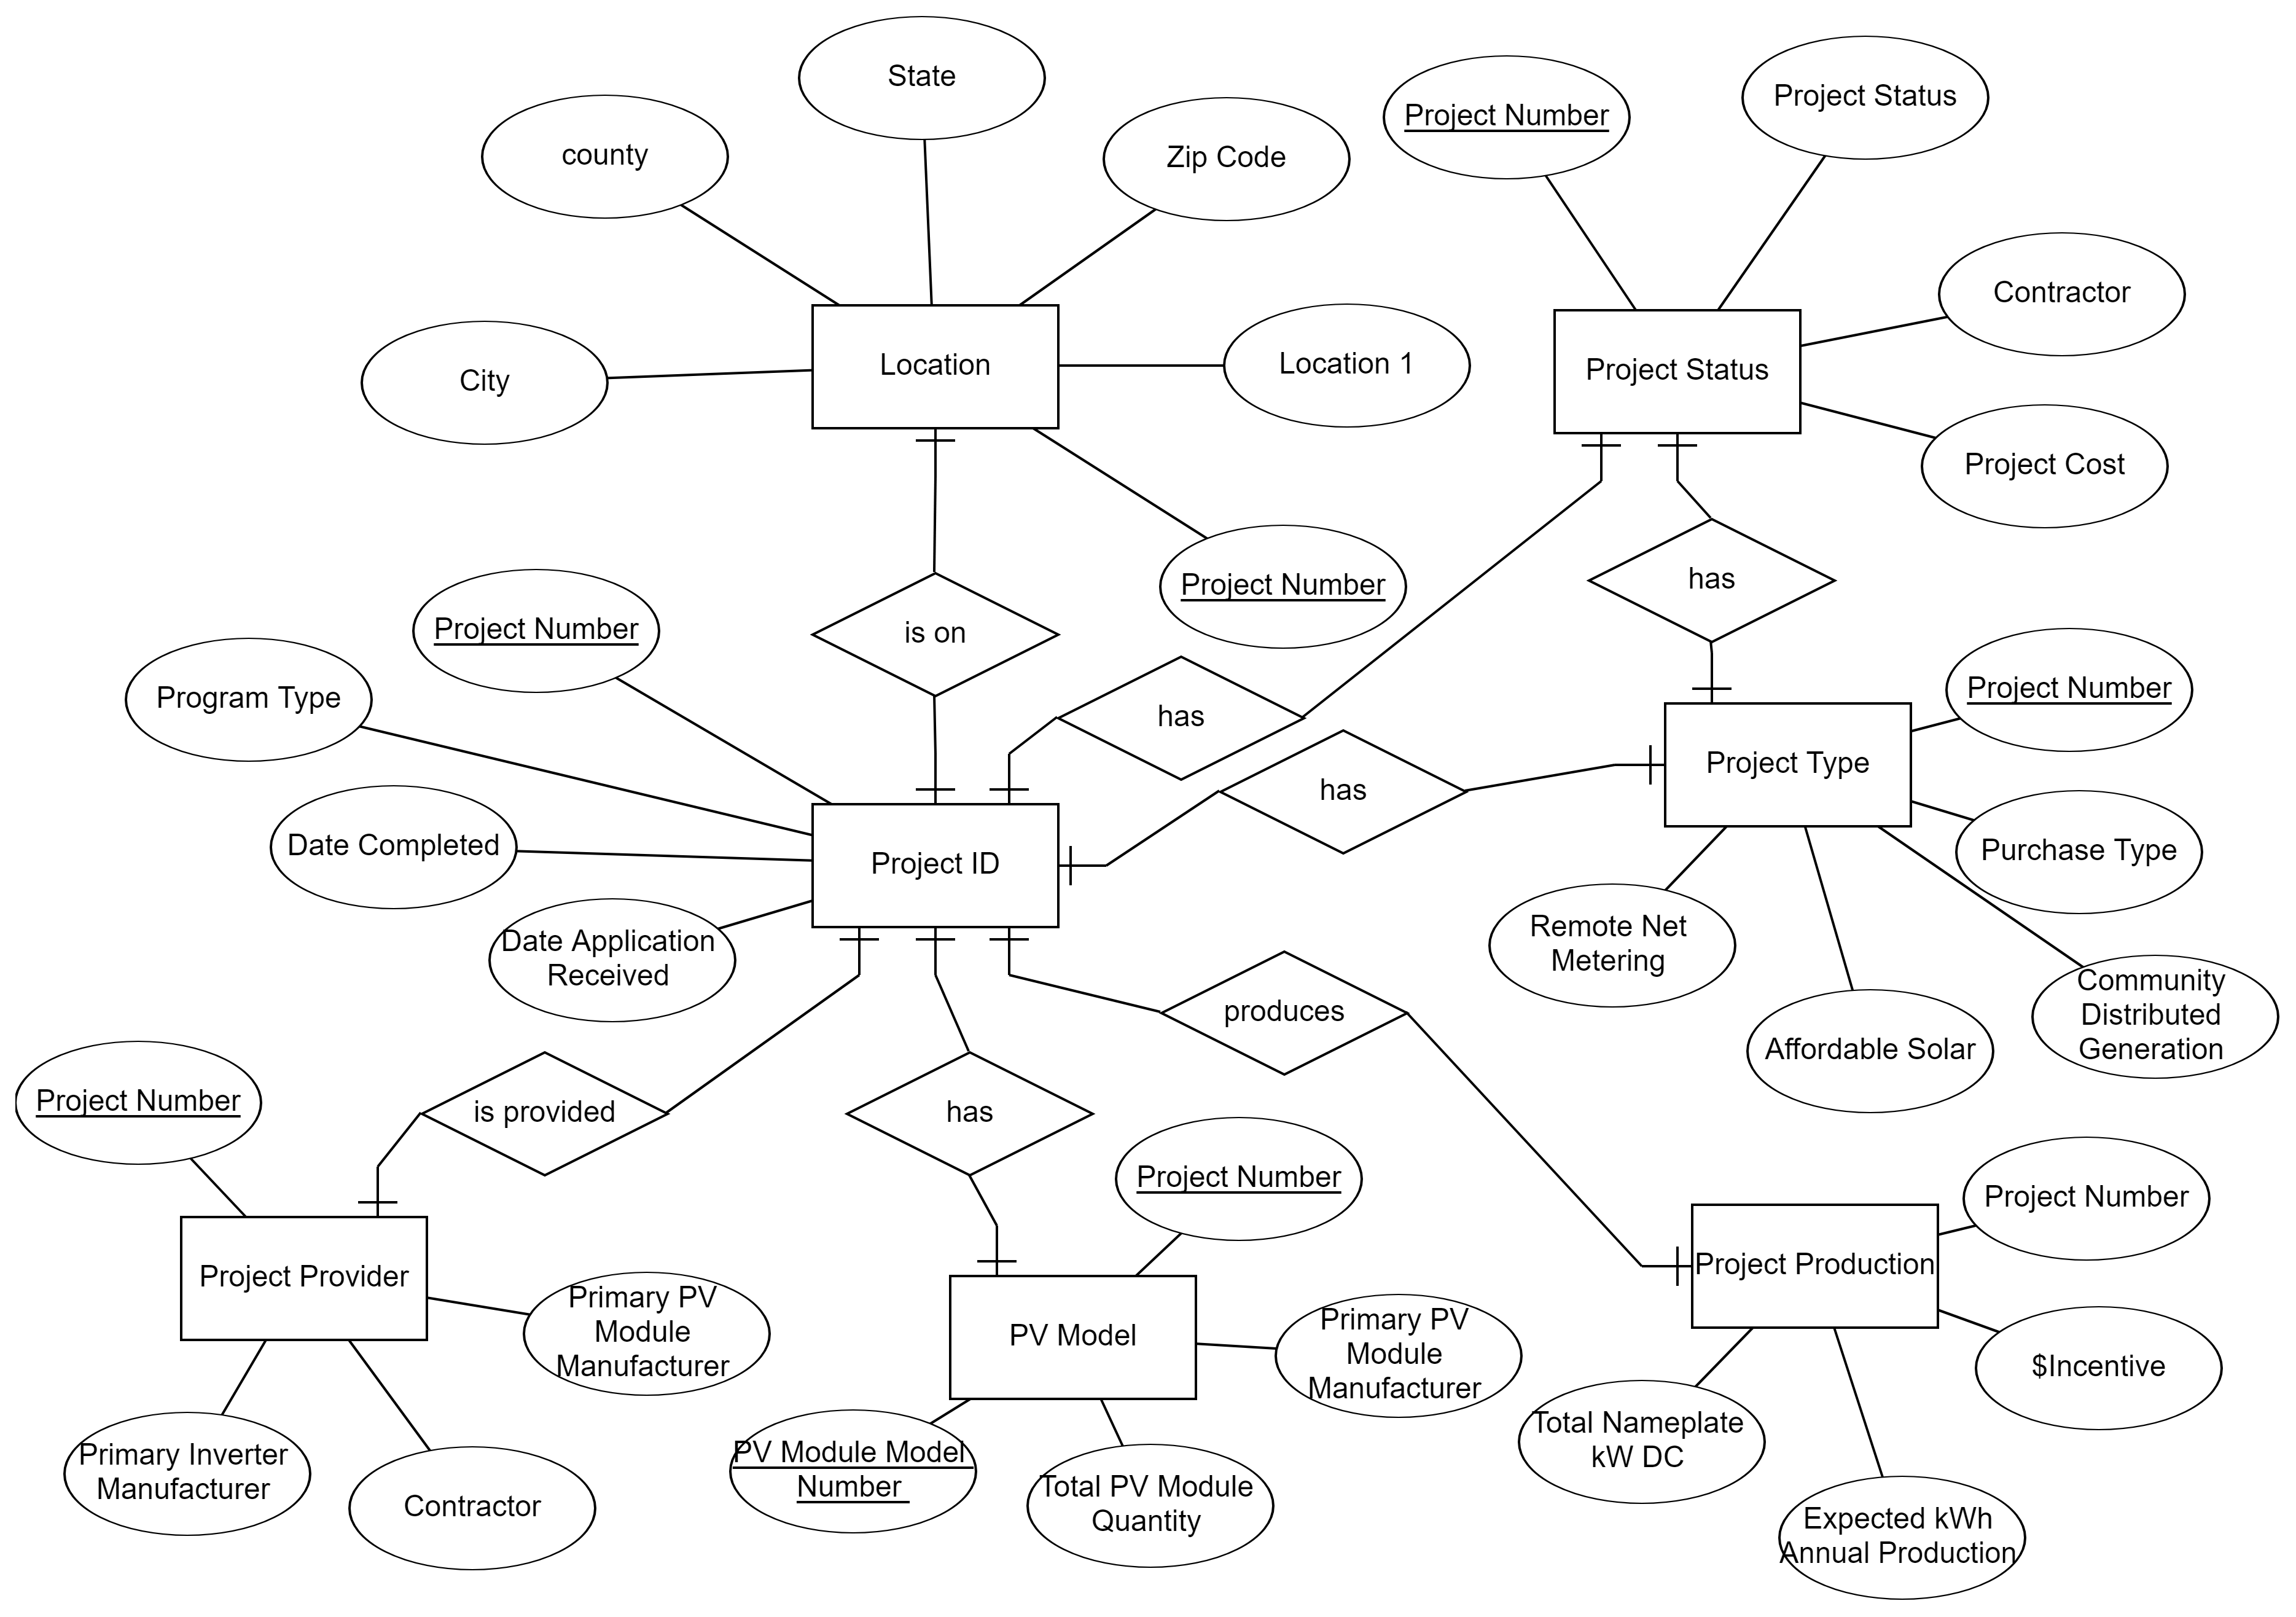 State
Project Status
Project Number
county
Zip Code
Contractor
Location
Location 1
Project Status
City
Project Cost
has
Project Number
is on
Project Number
Program Type
has
Project Number
has
Project Type
Date Completed
Project ID
Purchase Type
Date Application
Received
Remote Net
Metering
Community
Distributed
Generation
produces
Affordable Solar
Project Number
is provided
has
Project Number
Project Number
Project Provider
Project Production
Primary PV
Module
Manufacturer
PV Model
Primary PV
Module
Manufacturer
$Incentive
Primary Inverter
Manufacturer
Contractor
PV Module Model
Number
Total PV Module
Quantity
Total Nameplate
kW DC
Expected kWh
Annual Production